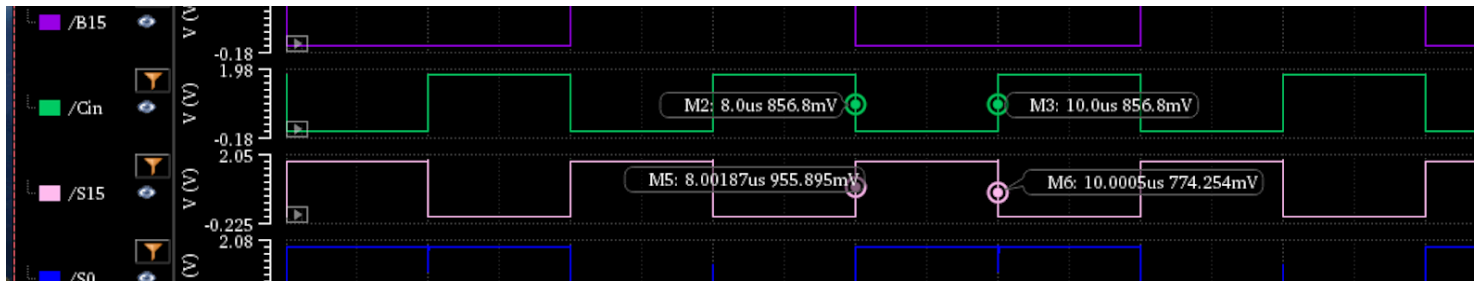 /B15
V (V)
-0.18
1.98
/Cin
V (V)
M2: 8.0us 856.8mV
M3: 10.0us 856.8mV
-0.18
2.05
/S15
V (V)
M5: 8.00187us 955.895mV
M6: 10.0005us 774.254mV
-0.225
2.08
/S0
V (V)